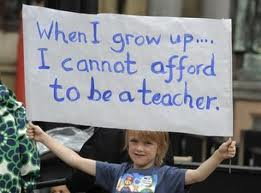 When I grow up....
I cannot afford
to be a teacher.